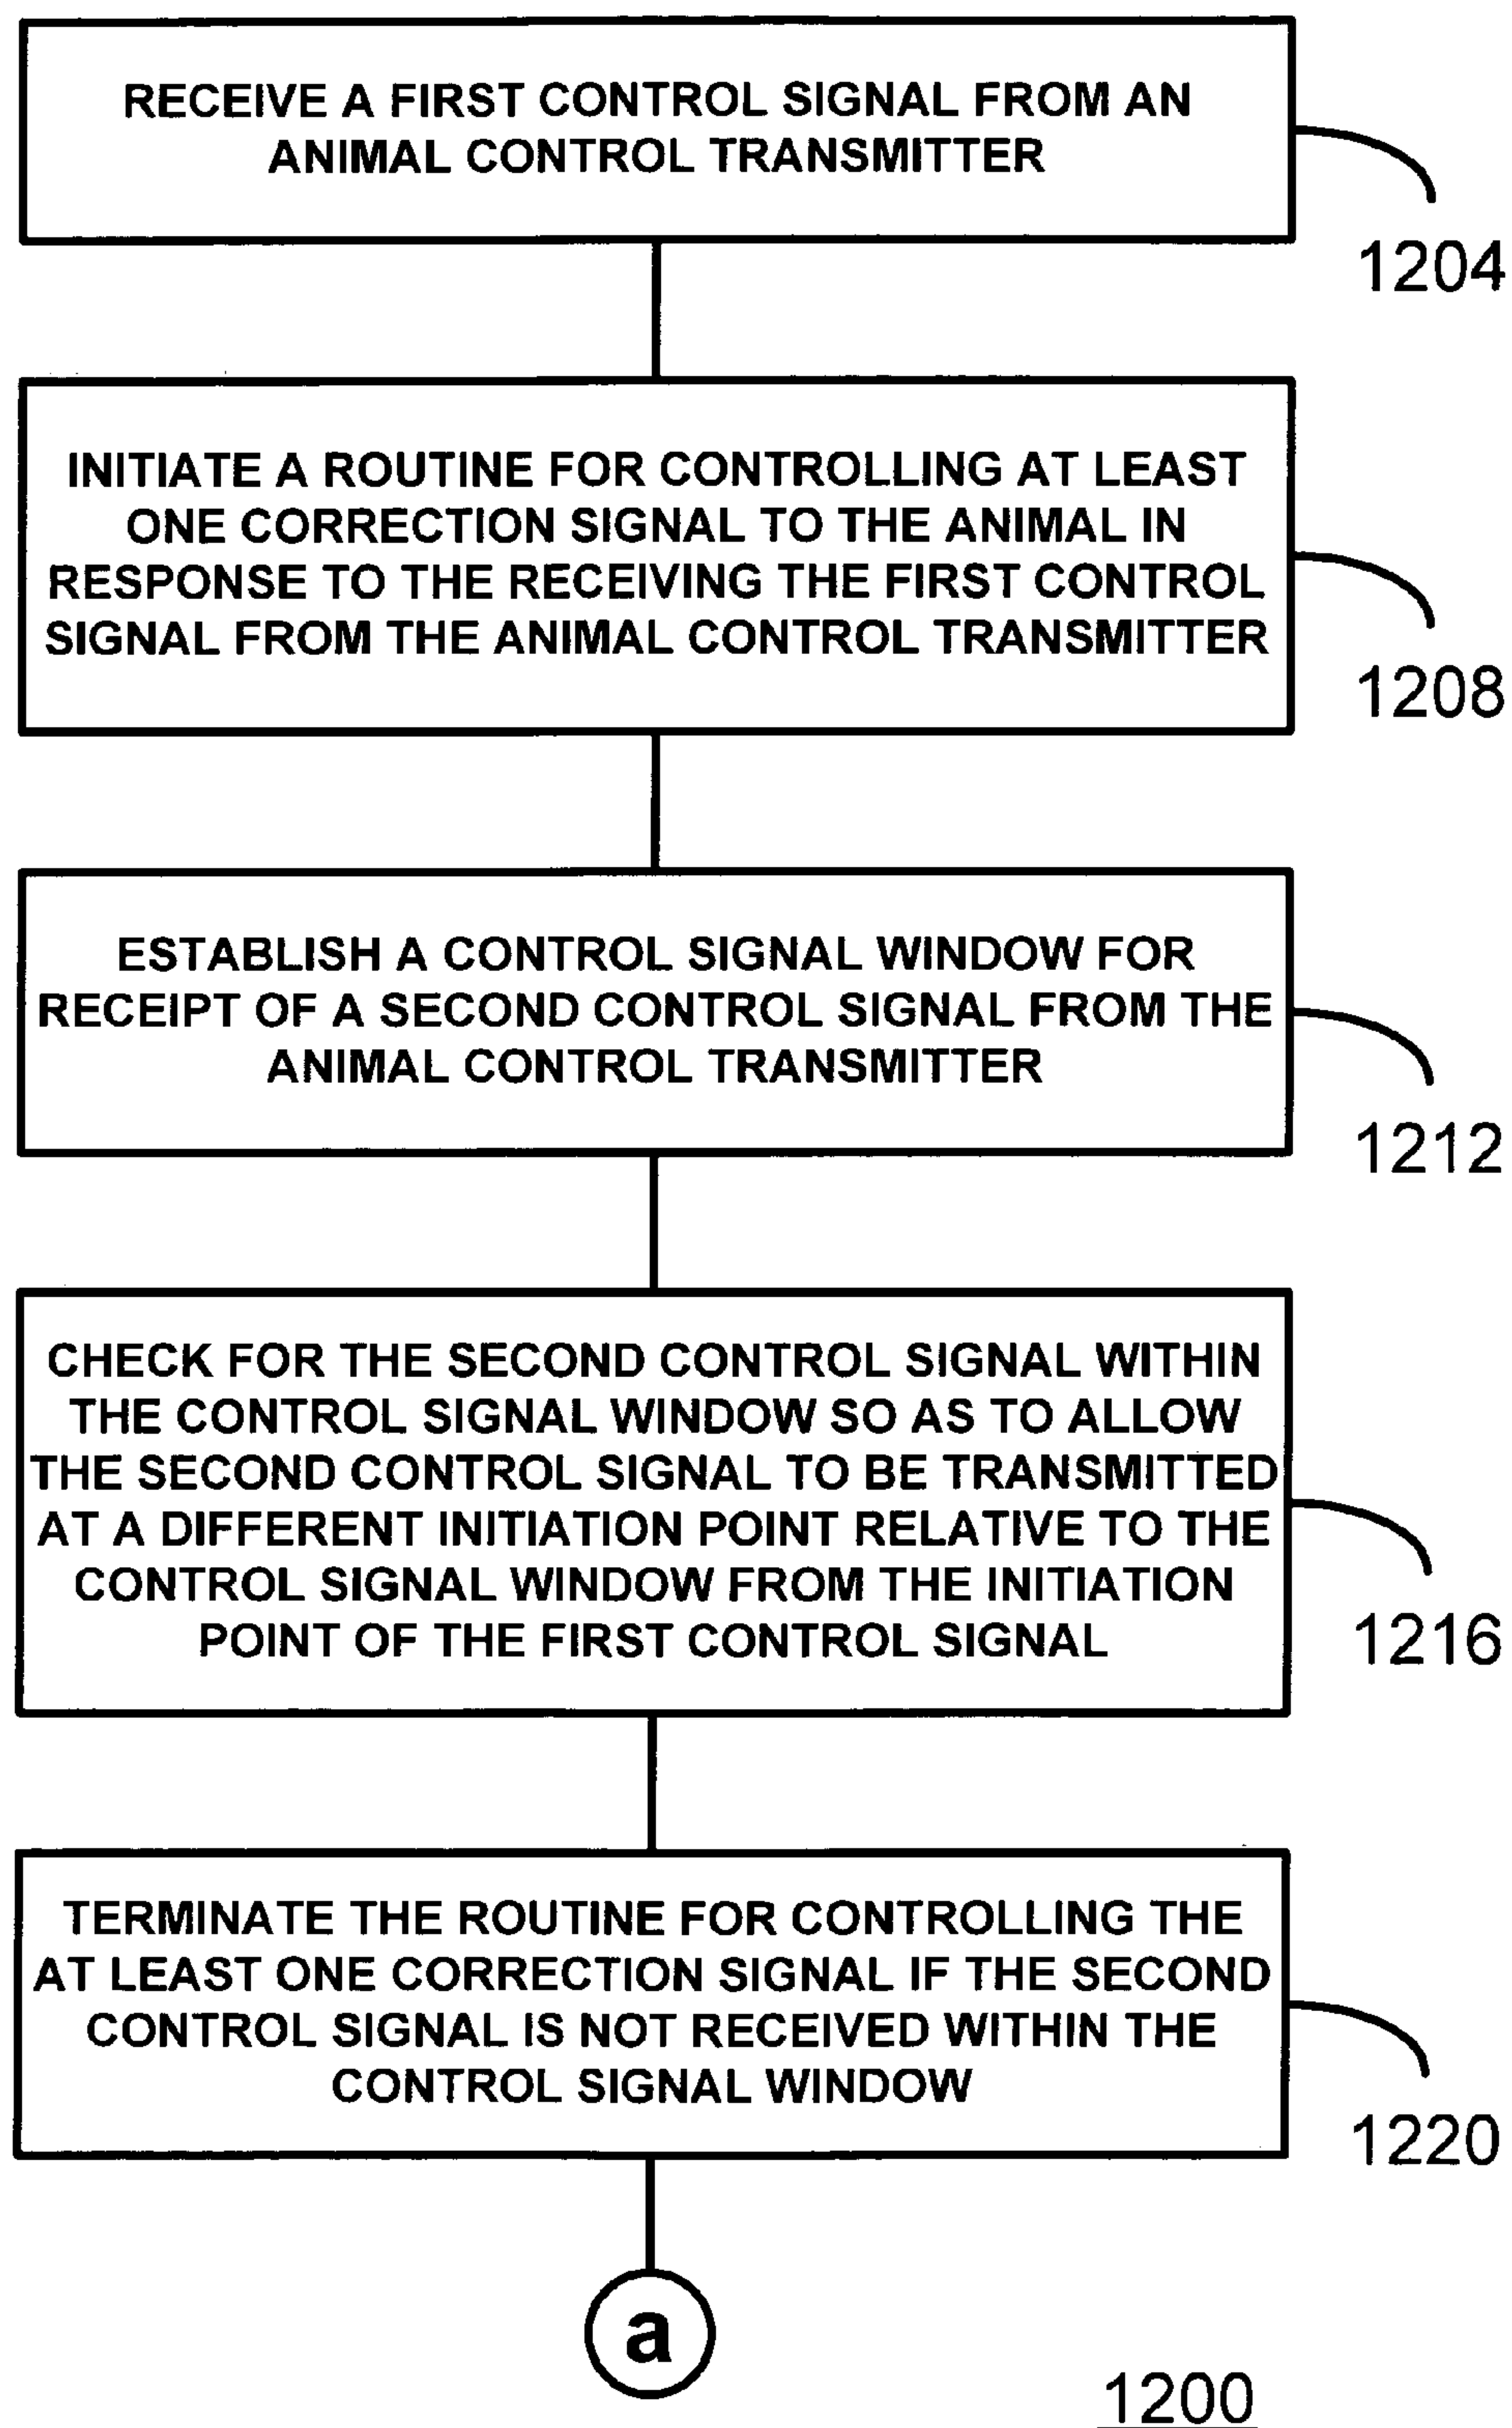 RECEIVE A FIRST CONTROL SIGNAL FROM AN
ANIMAL CONTROL TRANSMITTER
1204
INITIATE A ROUTINE FOR CONTROLLING AT LEAST
ONE CORRECTION SIGNAL TO THE ANIMAL IN
RESPONSE TO THE RECEIVING THE FIRST CONTROL
SIGNAL FROM THE ANIMAL CONTROL TRANSMITTER
1208
ESTABLISH A CONTROL SIGNAL WINDOW FOR
RECEIPT OF A SECOND CONTROL SIGNAL FROM THE
ANIMAL CONTROL TRANSMITTER
1212
CHECK FOR THE SECOND CONTROL SIGNAL WITHIN
THE CONTROL SIGNAL WINDOW SO AS TO ALLOW
THE SECOND CONTROL SIGNAL TO BE TRANSMITTED
AT A DIFFERENT INITIATION POINT RELATIVE TO THE
CONTROL SIGNAL WINDOW FROM THE INITIATION
POINT OF THE FIRST CONTROL SIGNAL
1216
TERMINATE THE ROUTINE FOR CONTROLLING THE
AT LEAST ONE CORRECTION SIGNAL IF THE SECOND
CONTROL SIGNAL IS NOT RECEIVED WITHIN THE
CONTROL SIGNAL WINDOW
1220
a
1200